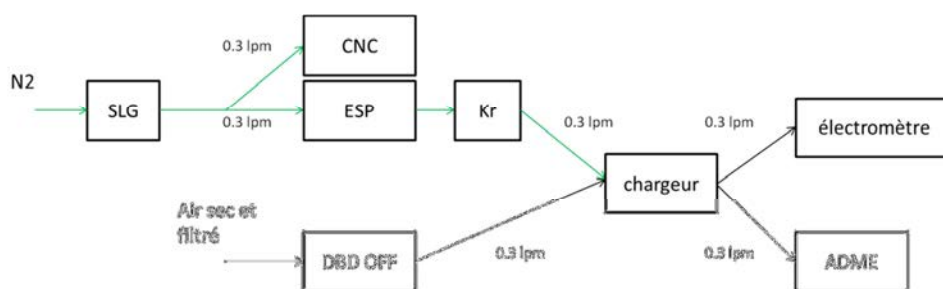 0.3 lpm
CNC
N2
SLG
0.3 lpm
ESP
Kr
0.3 lpm
0.3 lpm
électromètre
chargeur
Air sec et
filtré
DBD OFF
0.3 lpm
0.3 lpm
ADME